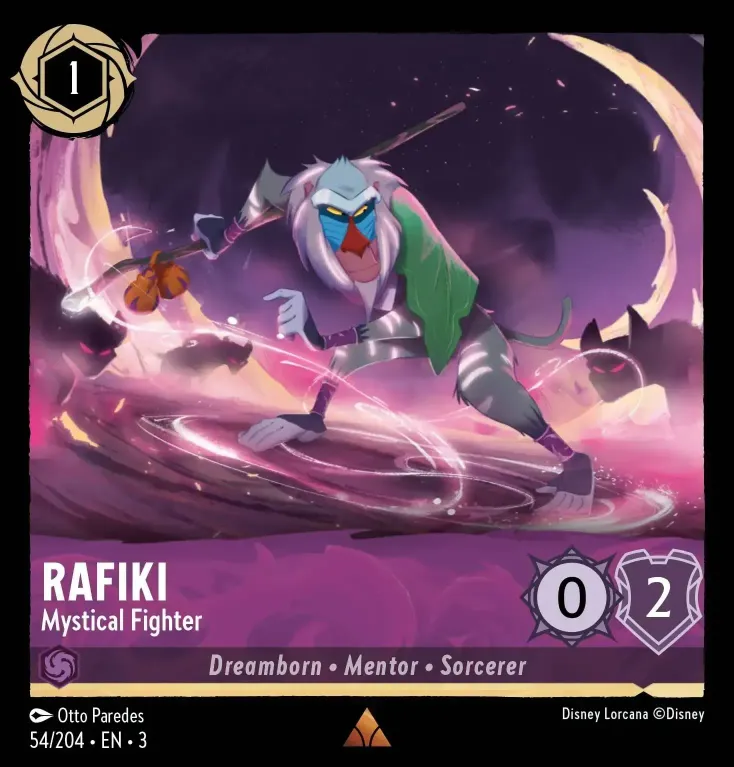 1
RAFIKI
Mystical Fighter
0 2
Dreamborn • Mentor • Sorcerer
Otto Paredes
Disney Lorcana ©Disney
54/204 • EN • 3